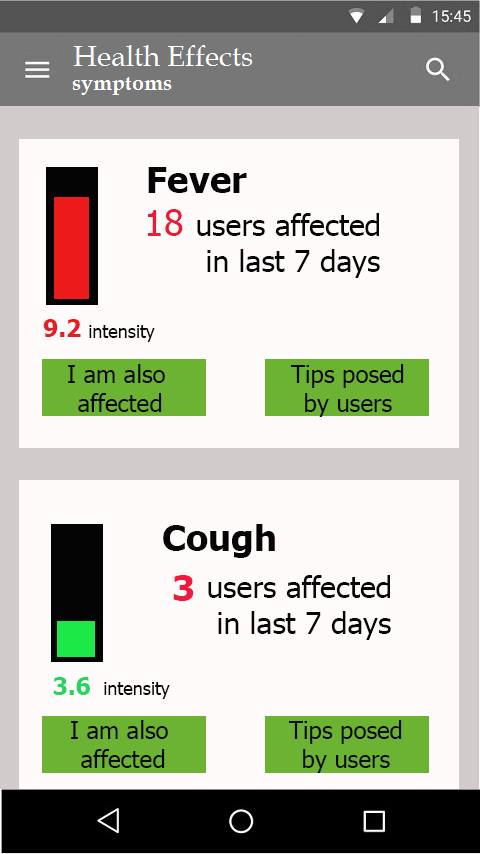 15:45
Health Effects
symptoms
Fever
18 users affected
in last 7 days
9.2 intensity
I am also
affected
Tips posed
by users
Cough
3 users affected
in last 7 days
3.6 intensity
I am also
affected
Tips posed
by users